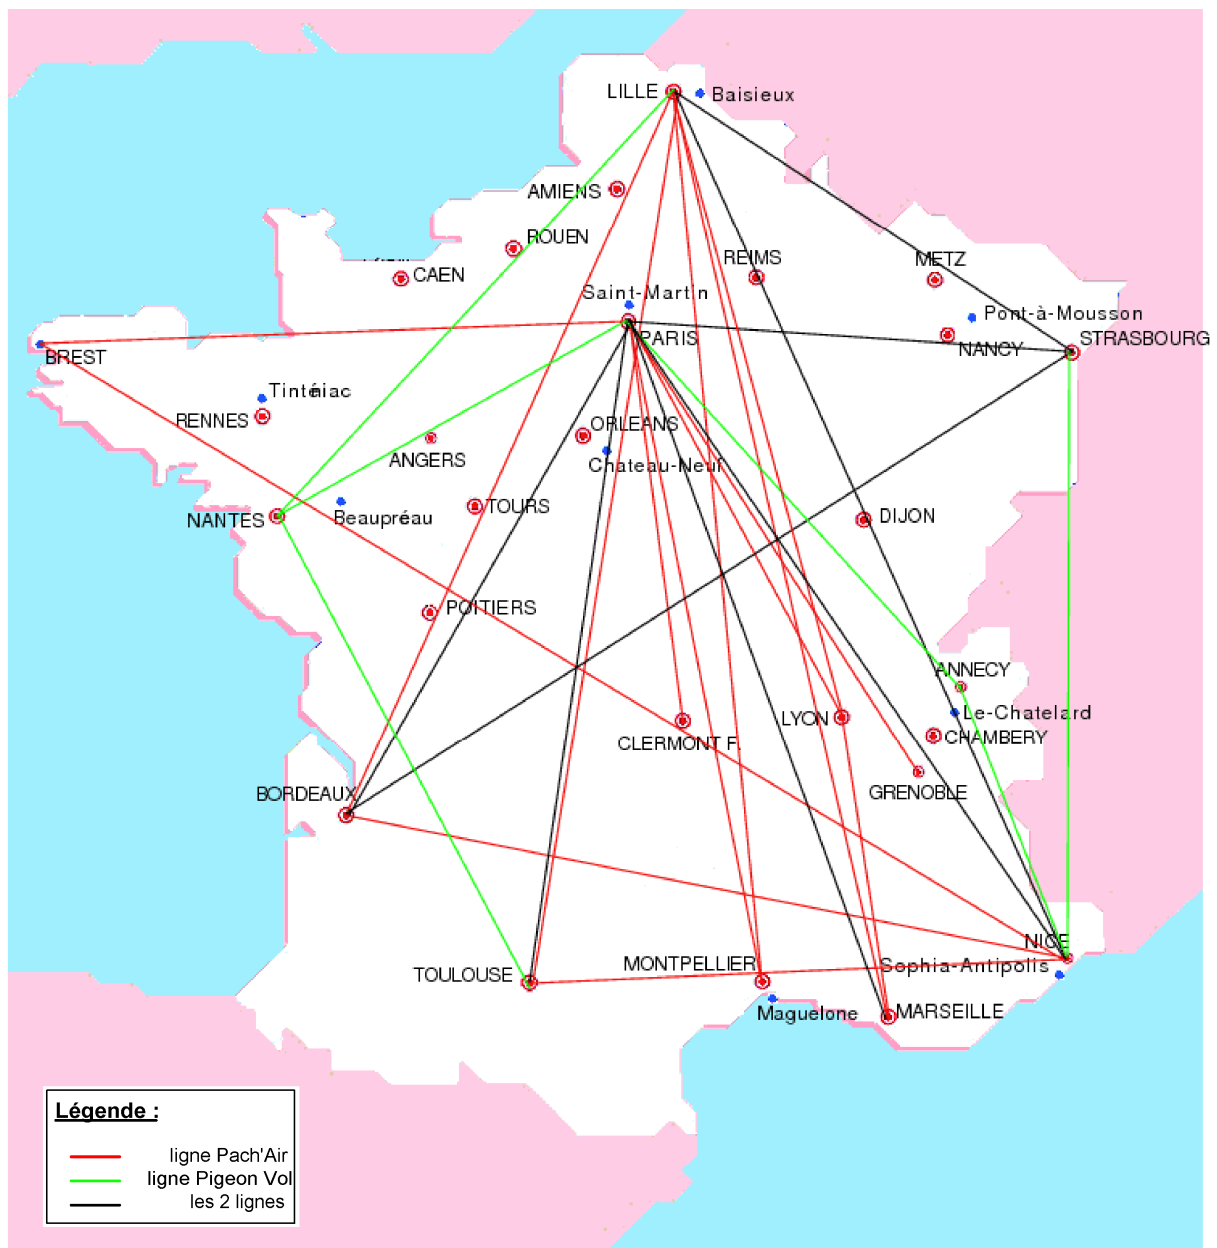 LILLE
Baisieux
AMIENS
ROUEN
REIMS
METZ
CAEN
Saint-Martin
Pont-à-Mousson
PARIS
NANCY
STRASBOURG
BREST
Tinténiac
RENNES
ORLEANS
ANGERS
Chateau-Neuf
NANTES
Beaupréau
TOURS
DIJON
POITIERS
ANNECY
Le-Chatelard
LYON
CHAMBERY
CLERMONT F.
GRENOBLE
BORDEAUX
NICE
TOULOUSE
MONTPELLIER
Sophia-Antipolis
Maguelone
MARSEILLE
Légende :
ligne Pach'Air
ligne Pigeon Vol
les 2 lignes